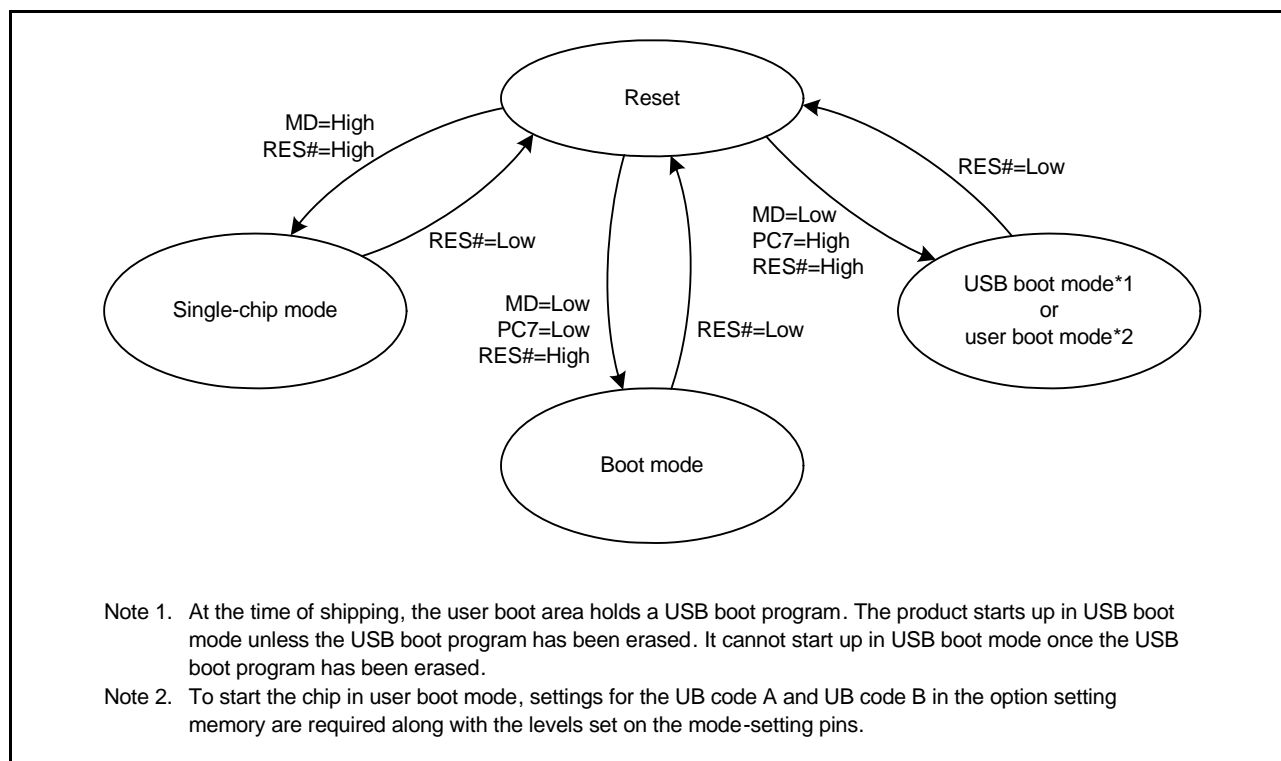 Reset
MD=High
RES#=High
RES#=Low
RES#=Low
MD=Low
PC7=High
RES#=High
Single-chip mode
MD=Low
PC7=Low
RES#=High
RES#=Low
USB boot mode*1
or
user boot mode*2
Boot mode
Note 1. At the time of shipping, the user boot area holds a USB boot program. The product starts up in USB boot
mode unless the USB boot program has been erased. It cannot start up in USB boot mode once the USB
boot program has been erased.
Note 2. To start the chip in user boot mode, settings for the UB code A and UB code B in the option setting
memory are required along with the levels set on the mode-setting pins.